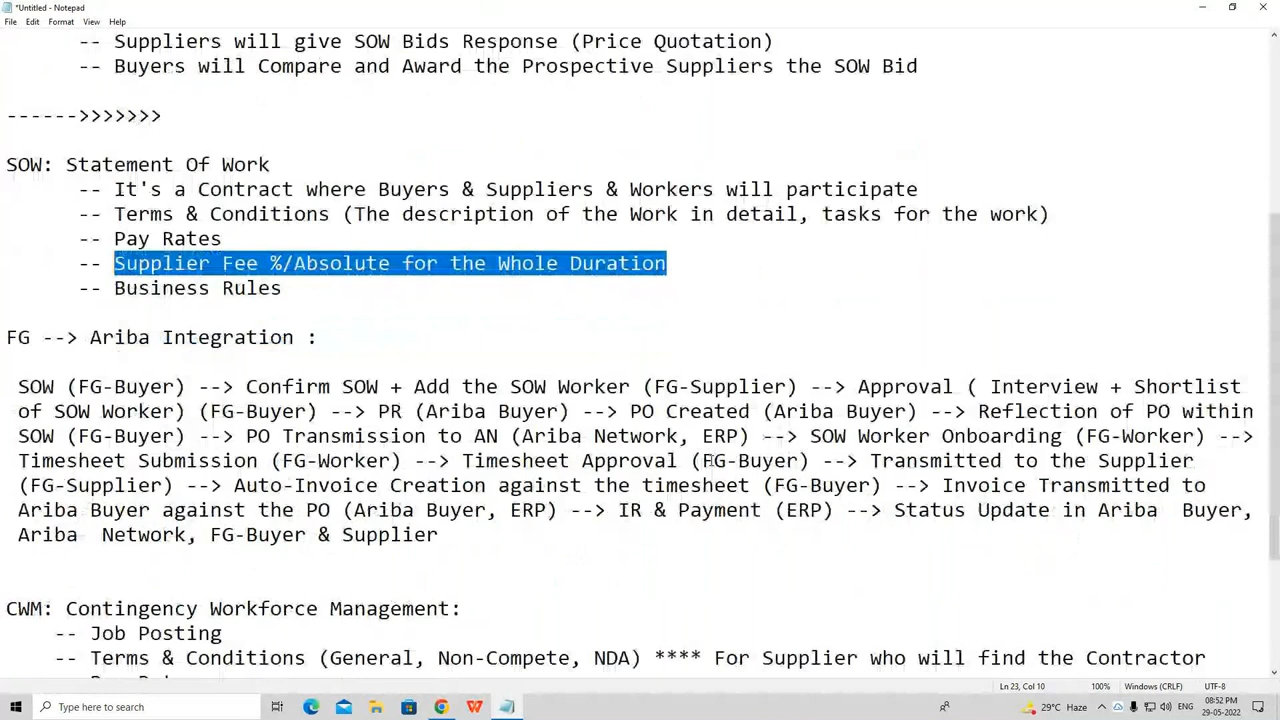 *Untitled - Notepad
File Edit Format View Help
-- Suppliers will give SOW Bids Response (Price Quotation)
-- Buyers will Compare and Award the Prospective Suppliers the SOW Bid
------>>>>>>>
SOW: Statement Of Work
-- It's a Contract where Buyers & Suppliers & Workers will participate
-- Terms & Conditions (The description of the Work in detail, tasks for the work)
-- Pay Rates
-- Supplier Fee %/Absolute for the Whole Duration
-- Business Rules
FG --> Ariba Integration :
SOW (FG-Buyer) --> Confirm SOW + Add the SOW Worker (FG-Supplier) --> Approval ( Interview + Shortlist
of SOW Worker) (FG-Buyer) --> PR (Ariba Buyer) --> PO Created (Ariba Buyer) --> Reflection of PO within
SOW (FG-Buyer) --> PO Transmission to AN (Ariba Network, ERP) --> SOW Worker Onboarding (FG-Worker) -->
Timesheet Submission (FG-Worker) --> Timesheet Approval (FG-Buyer) --> Transmitted to the Supplier
(FG-Supplier) --> Auto-Invoice Creation against the timesheet (FG-Buyer) --> Invoice Transmitted to
Ariba Buyer against the PO (Ariba Buyer, ERP) --> IR & Payment (ERP) --> Status Update in Ariba  Buyer,
Ariba  Network, FG-Buyer & Supplier
CWM: Contingency Workforce Management:
-- Job Posting
-- Terms & Conditions (General, Non-Compete, NDA) **** For Supplier who will find the Contractor
Ln 23, Col 10 100% Windows (CRLF) UTF-8
Type here to search
29°C Haze ENG 08:52 PM
29-05-2022